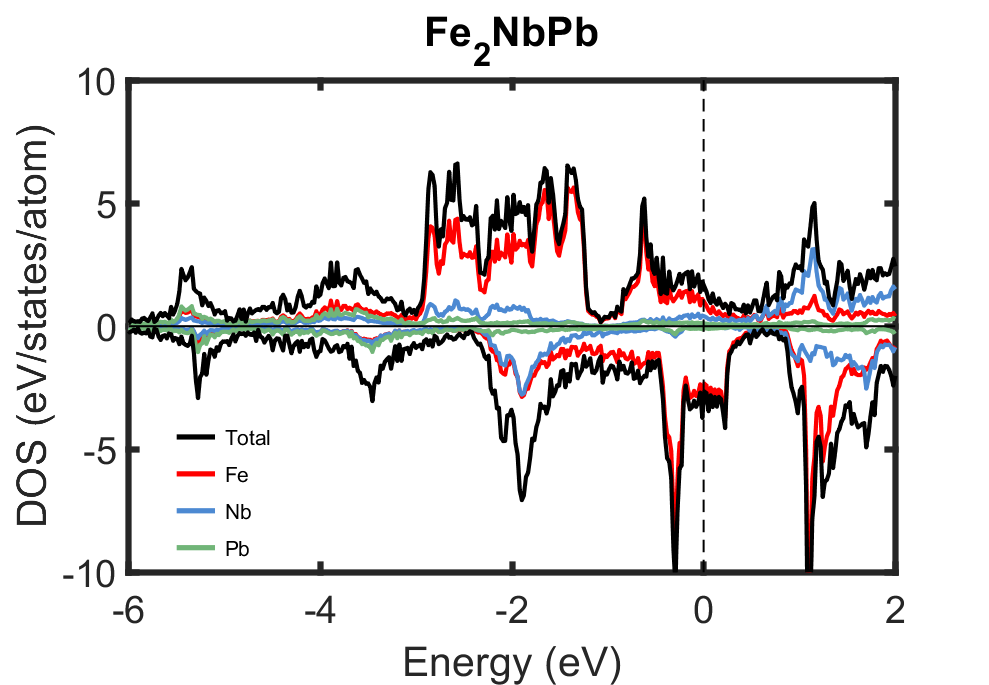 Fe₂NbPb
10
5
0
-5
-10
DOS (eV/states/atom)
Total
Fe
Nb
Pb
-6 -4 -2 0 2
Energy (eV)